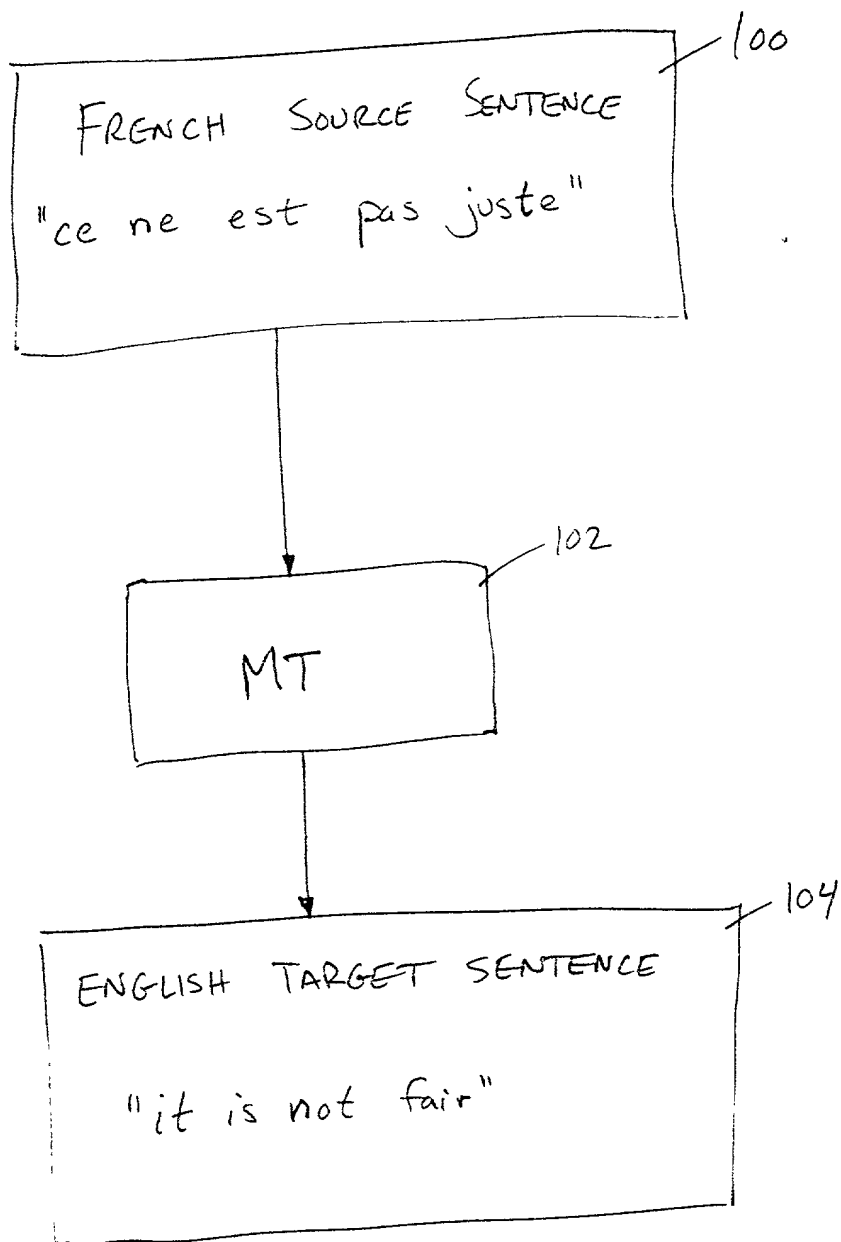 100
FRENCH SOURCE SENTENCE
"ce ne est pas juste"
102
MT
104
ENGLISH TARGET SENTENCE
"it is not fair"